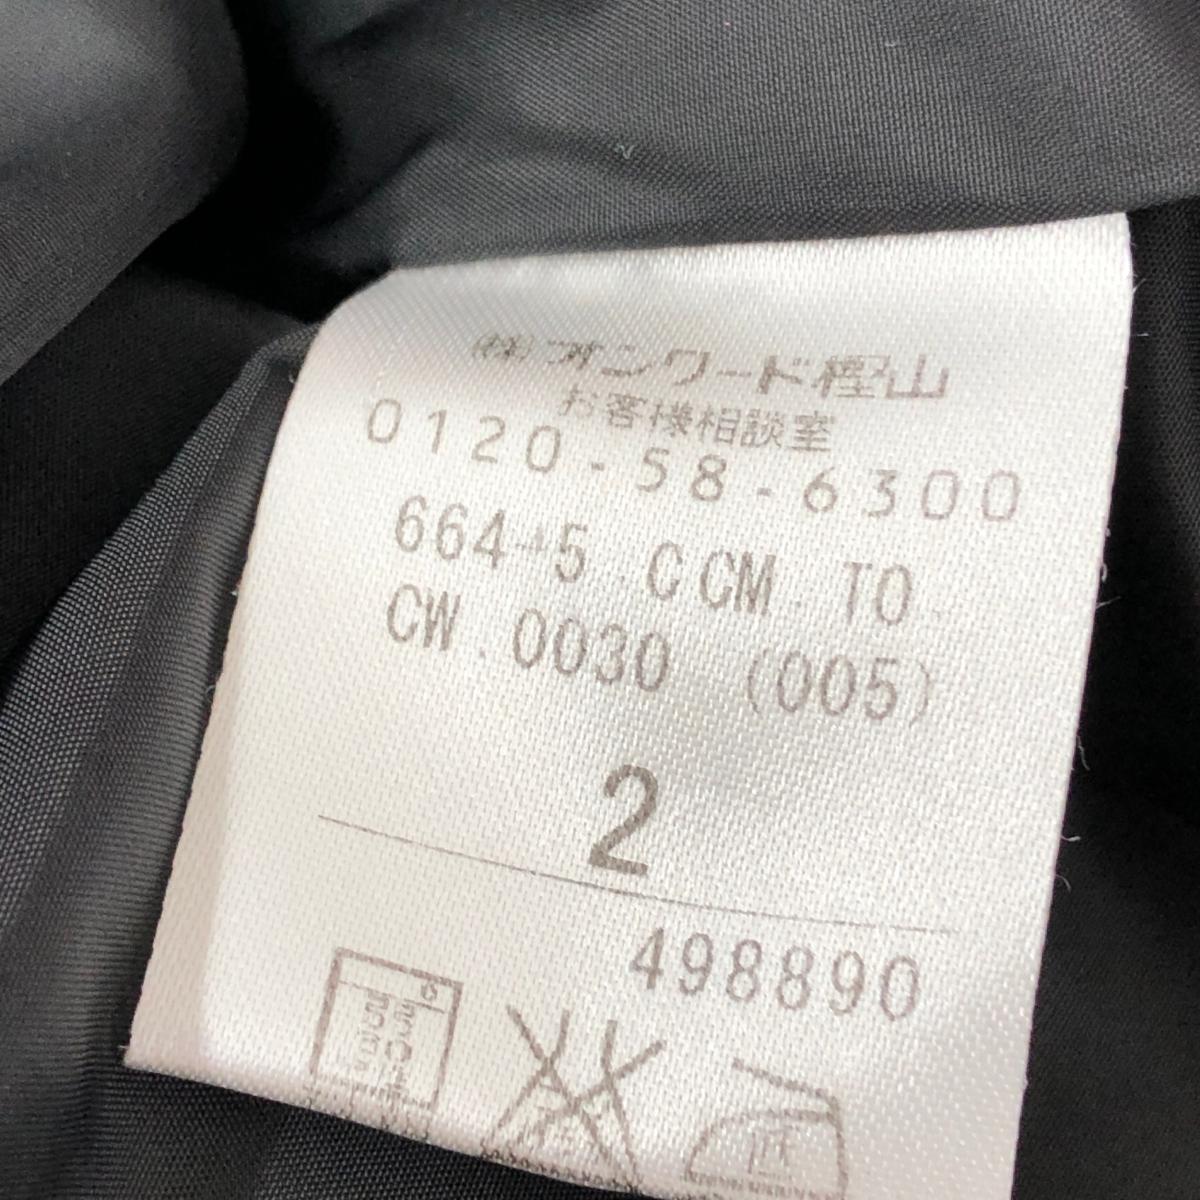 (株)オンワード樫山
お客様相談室
0120-58-6300
664-5 CCM TO
CW 0030 (005)
2
498890